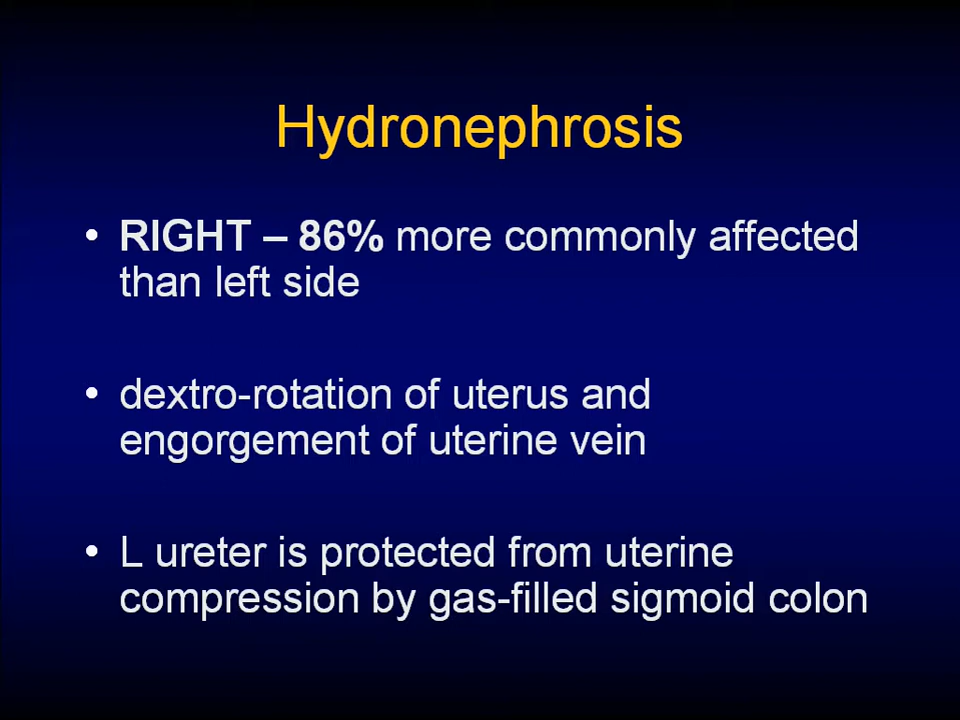 Hydronephrosis
• RIGHT – 86% more commonly affected
than left side
• dextro-rotation of uterus and
engorgement of uterine vein
• L ureter is protected from uterine
compression by gas-filled sigmoid colon